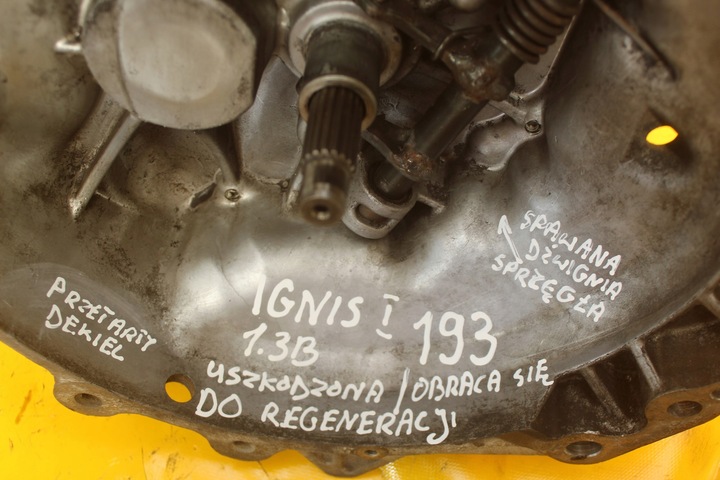 PRZETARTY
DEKIEL
IGNIS I 193
1.3B
USZKODZONA / OBRACA SIĘ
DO REGENERACJI
SPAWANA
DŹWIGNIA
SPRZĘGŁA